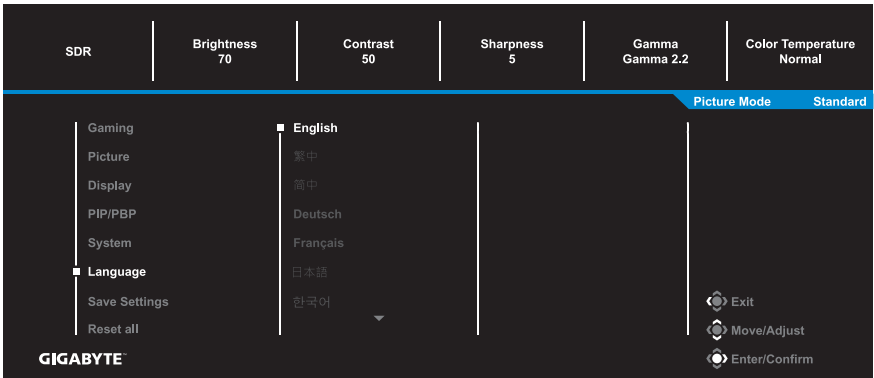 SDR
Brightness
70
Contrast
50
Sharpness
5
Gamma
Gamma 2.2
Color Temperature
Normal
Picture Mode Standard
Gaming
Picture
Display
PIP/PBP
System
Language
Save Settings
Reset all
English
繁中
简中
Deutsch
Français
日本語
한국어
Exit
Move/Adjust
Enter/Confirm
GIGABYTE™